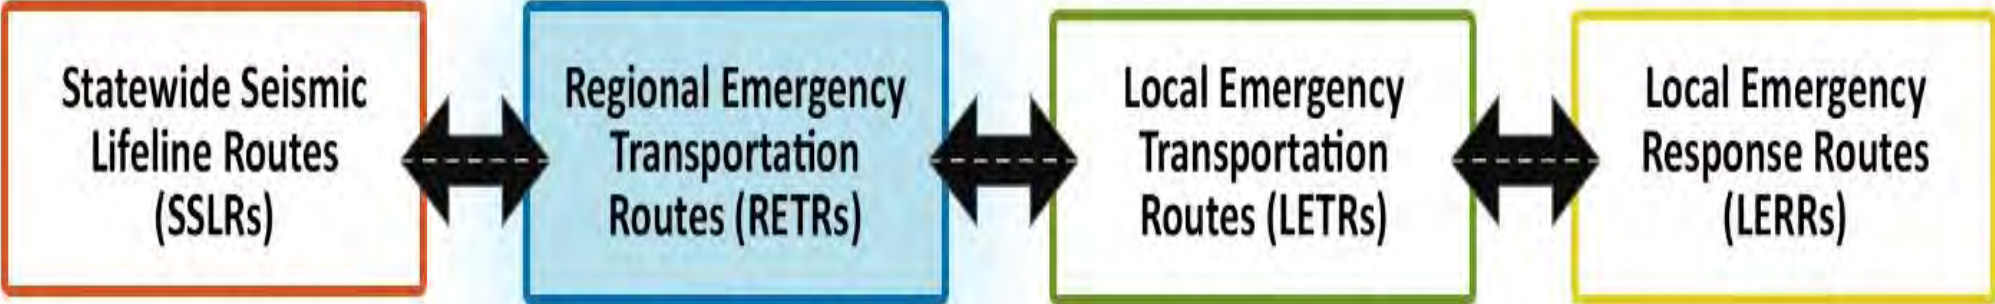 Statewide Seismic
Lifeline Routes
(SSLRs)
Regional Emergency
Transportation
Routes (RETRs)
Local Emergency
Transportation
Routes (LETRs)
Local Emergency
Response Routes
(LERRs)